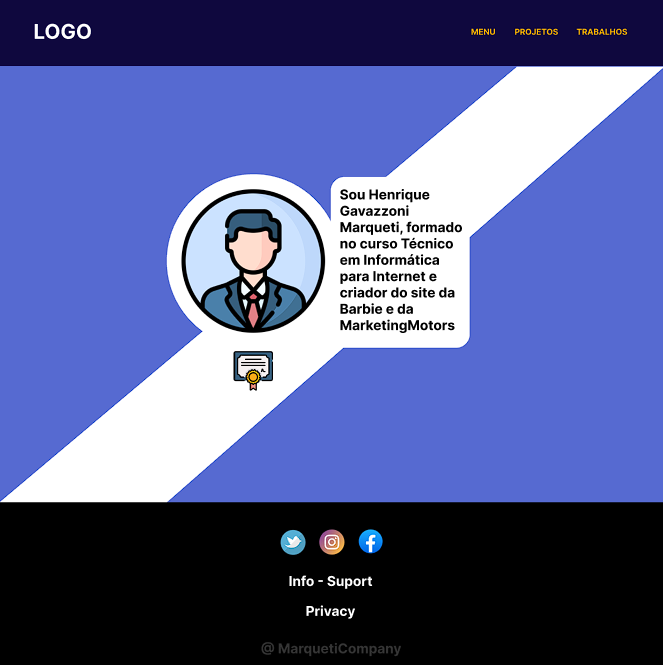 LOGO
MENU PROJETOS TRABALHOS
Sou Henrique
Gavazzoni
Marqueti, formado
no curso Técnico
em Informática
para Internet e
criador do site da
Barbie e da
MarketingMotors
Info - Suport
Privacy
@ MarquetiCompany